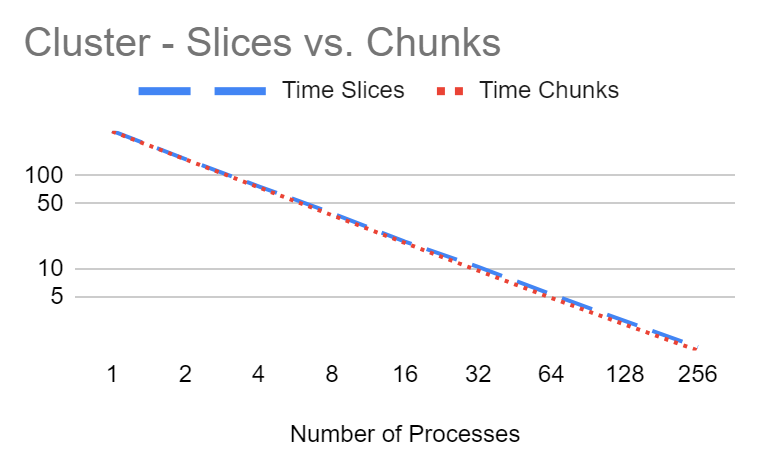 Cluster - Slices vs. Chunks
Time Slices Time Chunks
100
50
10
5
1 2 4 8 16 32 64 128 256
Number of Processes